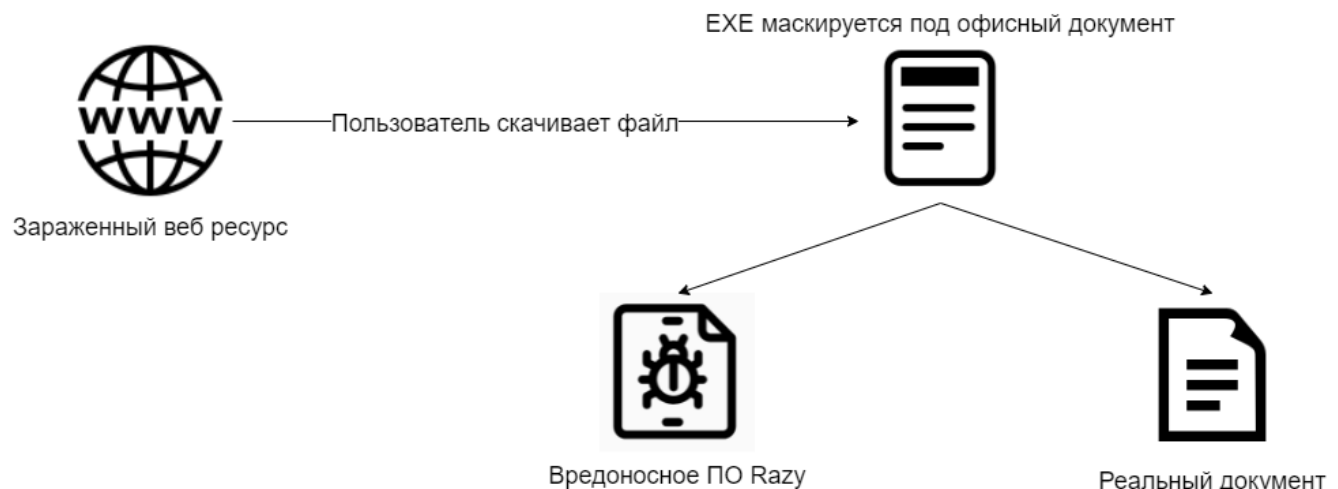 EXE маскируется под офисный документ
WWW
Пользователь скачивает файл
Зараженный веб ресурс
Вредоносное ПО Razy
Реальный документ